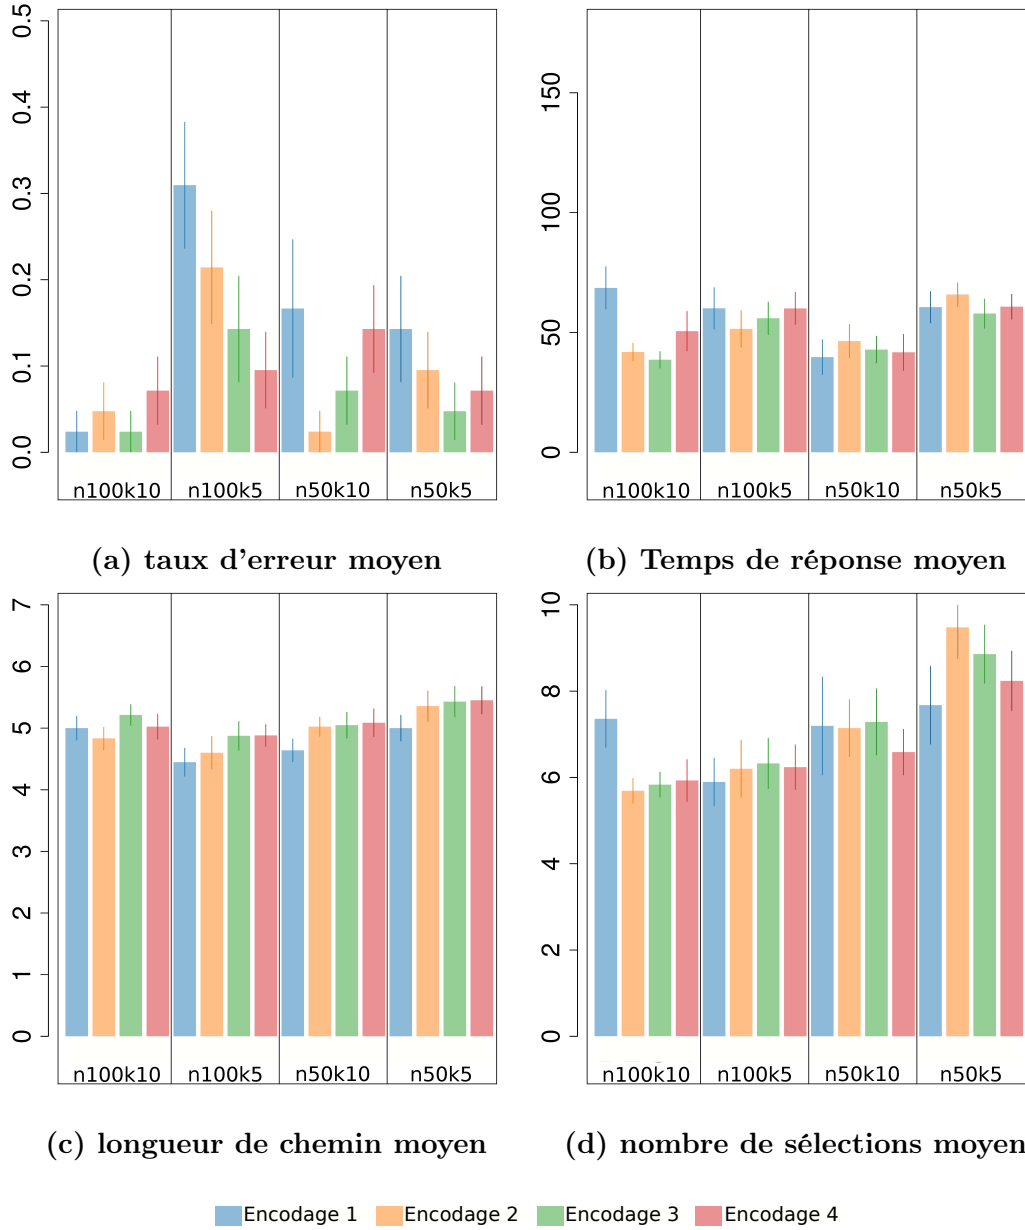 0.0 0.1 0.2 0.3 0.4 0.5
n100k10 n100k5 n50k10 n50k5
(a) taux d'erreur moyen
0 50 100 150
n100k10 n100k5 n50k10 n50k5
(b) Temps de réponse moyen
0 1 2 3 4 5 6 7
n100k10 n100k5 n50k10 n50k5
(c) longueur de chemin moyen
0 2 4 6 8 10
n100k10 n100k5 n50k10 n50k5
(d) nombre de sélections moyen
Encodage 1 Encodage 2 Encodage 3 Encodage 4